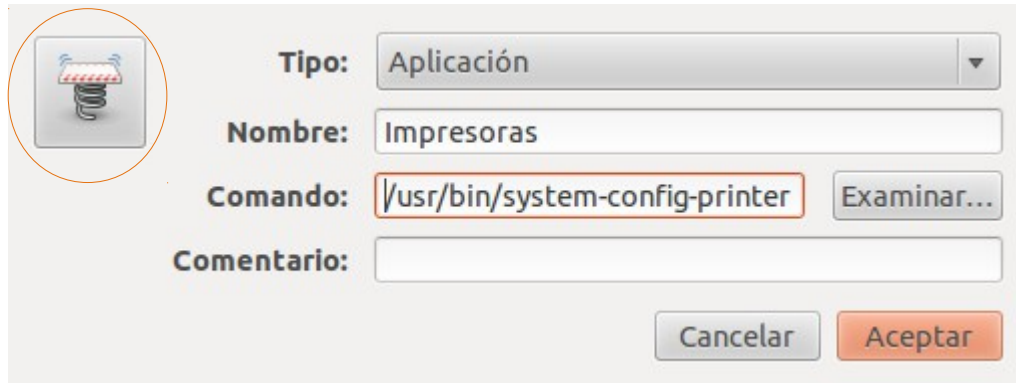 Tipo: Aplicación
Nombre: Impresoras
Comando: /usr/bin/system-config-printer Examinar...
Comentario:
Cancelar Aceptar